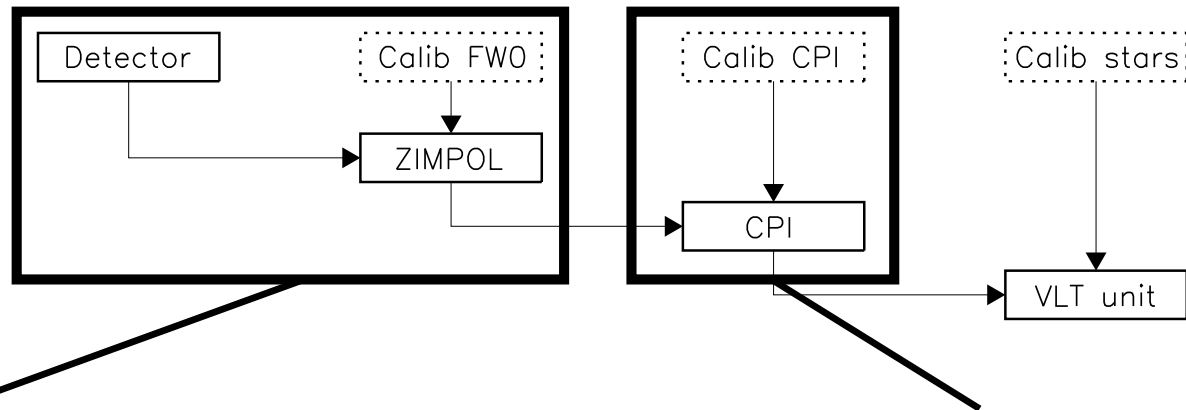 Detector
Calib FW0
Calib CPI
Calib stars
ZIMPOL
CPI
VLT unit